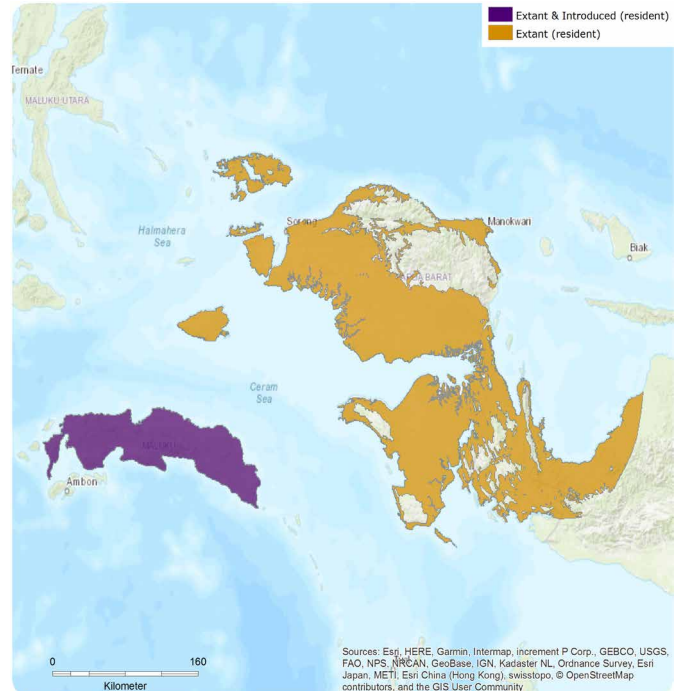 Extant & Introduced (resident)
Extant (resident)
Ternate
MALUKU UTARA
Halmahera
Sea
Sorong
Manokwari
Biak
BARAT
Ceram
Sea
MALUKU
Ambon
0
160
Kilometer
Sources: Esri, HERE, Garmin, Intermap, increment P Corp., GEBCO, USGS,
FAO, NPS, NRCAN, GeoBase, IGN, Kadaster NL, Ordnance Survey, Esri
Japan, METI, Esri China (Hong Kong), swisstopo, © OpenStreetMap
contributors, and the GIS User Community